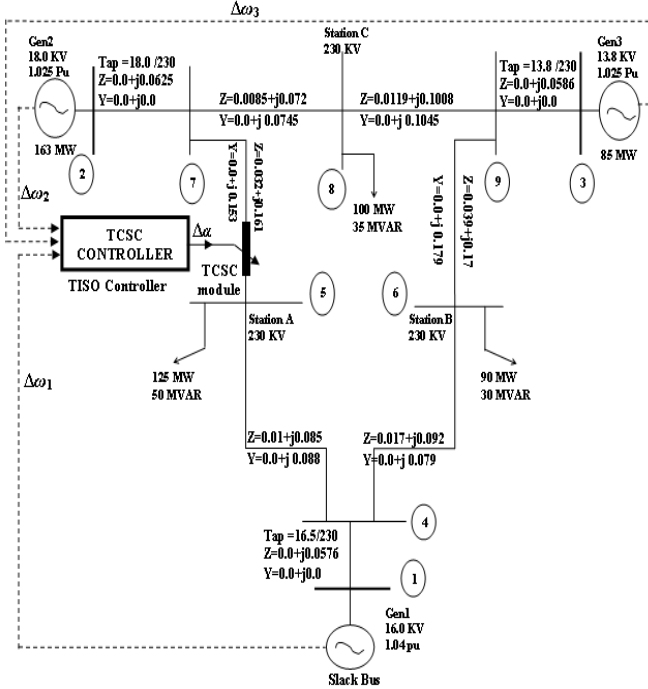 Δω3
Gen2
18.0 KV
1.025 Pu
Tap = 18.0 /230
Z=0.0+j0.0625
Y=0.0+j0.0
163 MW
2
7
Z=0.0085+j0.072
Y=0.0+j 0.0745
Station C
230 KV
8
100 MW
35 MVAR
Z=0.0119+j0.1008
Y=0.0+j 0.1045
Tap = 13.8 /230
Z=0.0+j0.0586
Y=0.0+j0.0
Gen3
13.8 KV
1.025 Pu
85 MW
9
3
Z=0.032+j0.161
Y=0.0+j 0.153
Z=0.039+j0.17
Y=0.0+j 0.179
Δω2
TCSC
CONTROLLER
TISO Controller
Δα
TCSC
module
5
Station A
230 KV
125 MW
50 MVAR
6
Station B
230 KV
90 MW
30 MVAR
Δω1
Z=0.01+j0.085
Y=0.0+j 0.088
Z=0.017+j0.092
Y=0.0+j 0.079
4
Tap =16.5/230
Z=0.0+j0.0576
Y=0.0+j0.0
1
Gen1
16.0 KV
1.04 pu
Slack Bus